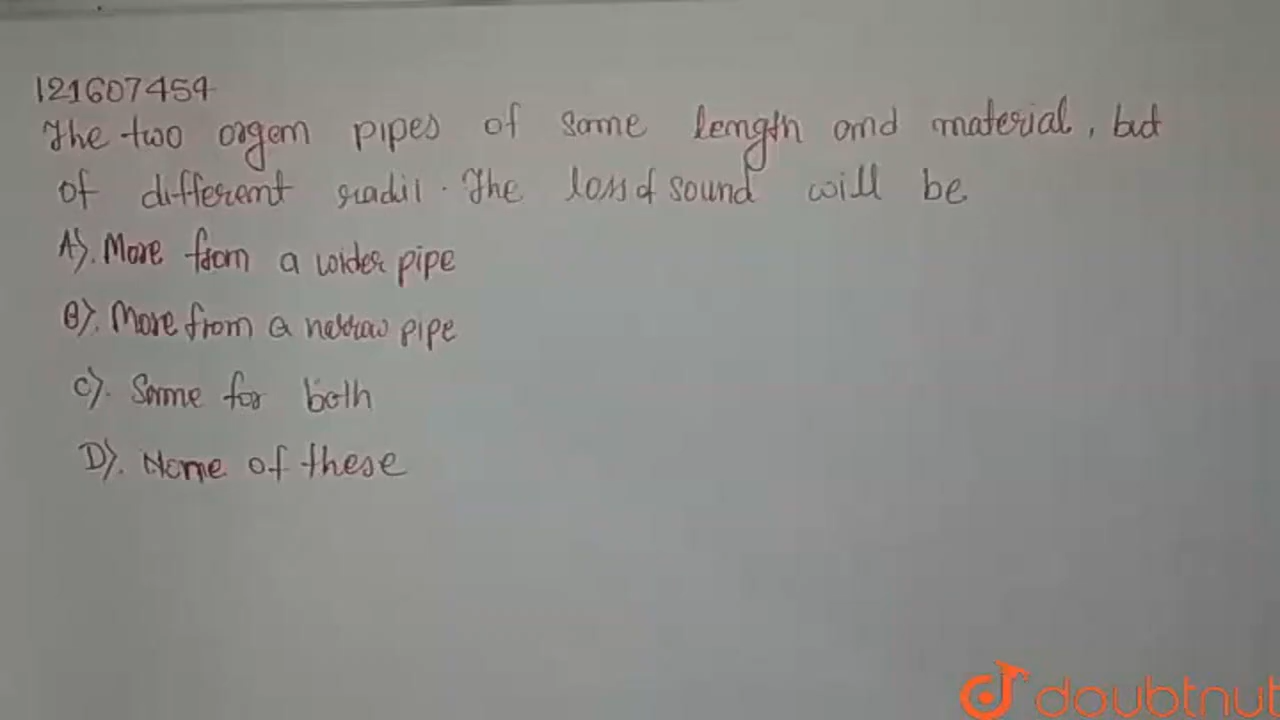 121607454
The two organ pipes of same length and material, but
of different radii. The loss of sound will be
A). More from a wider pipe
B). More from a narrow pipe
C). Same for both
D). None of these
doubtnut